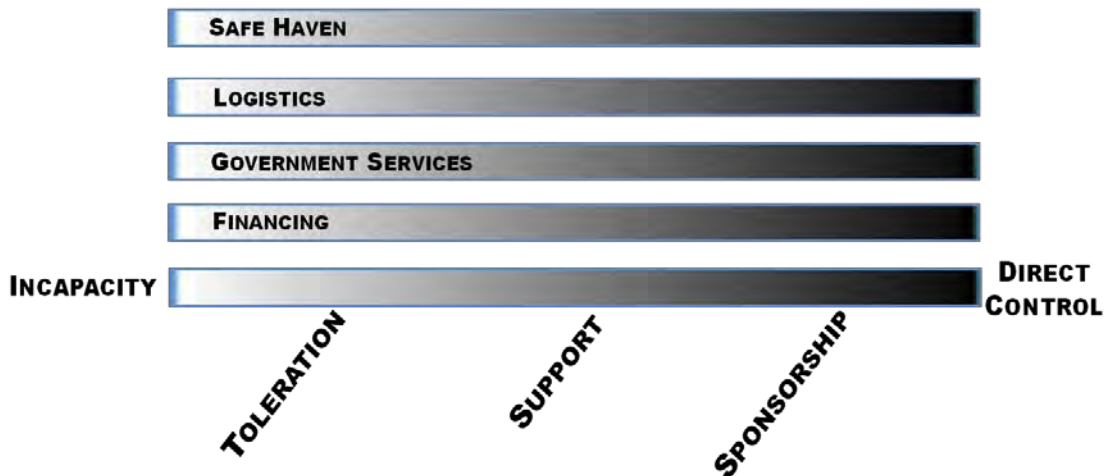 SAFE HAVEN
LOGISTICS
GOVERNMENT SERVICES
FINANCING
INCAPACITY
DIRECT
CONTROL
TOLERATION
SUPPORT
SPONSORSHIP